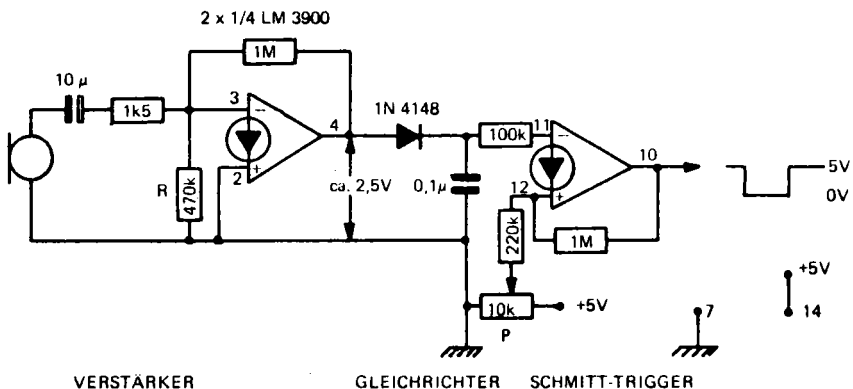 2 x 1/4 LM 3900
1M
10 µ
1k5
3
−
4
1N 4148
100k
11
−
10
5V
0V
R
470k
2
+
ca. 2,5V
0,1µ
12
+
220k
1M
+5V
10k
+5V
P
7
14
VERSTÄRKER
GLEICHRICHTER
SCHMITT-TRIGGER